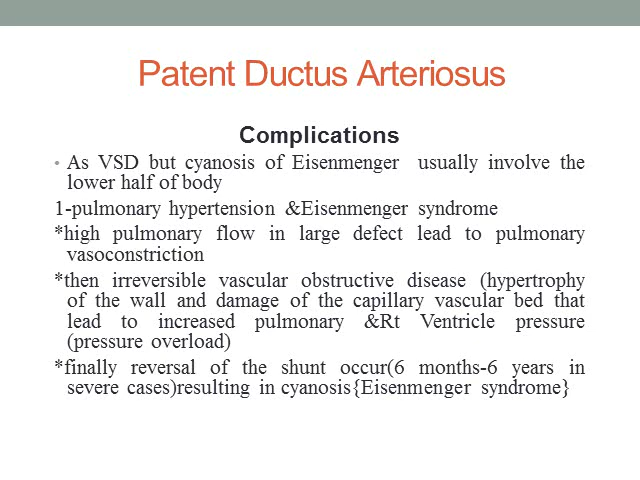 Patent Ductus Arteriosus
Complications
• As VSD but cyanosis of Eisenmenger usually involve the
lower half of body
1-pulmonary hypertension &Eisenmenger syndrome
*high pulmonary flow in large defect lead to pulmonary
vasoconstriction
*then irreversible vascular obstructive disease (hypertrophy
of the wall and damage of the capillary vascular bed that
lead to increased pulmonary &Rt Ventricle pressure
(pressure overload)
*finally reversal of the shunt occur(6 months-6 years in
severe cases)resulting in cyanosis{Eisenmenger syndrome}